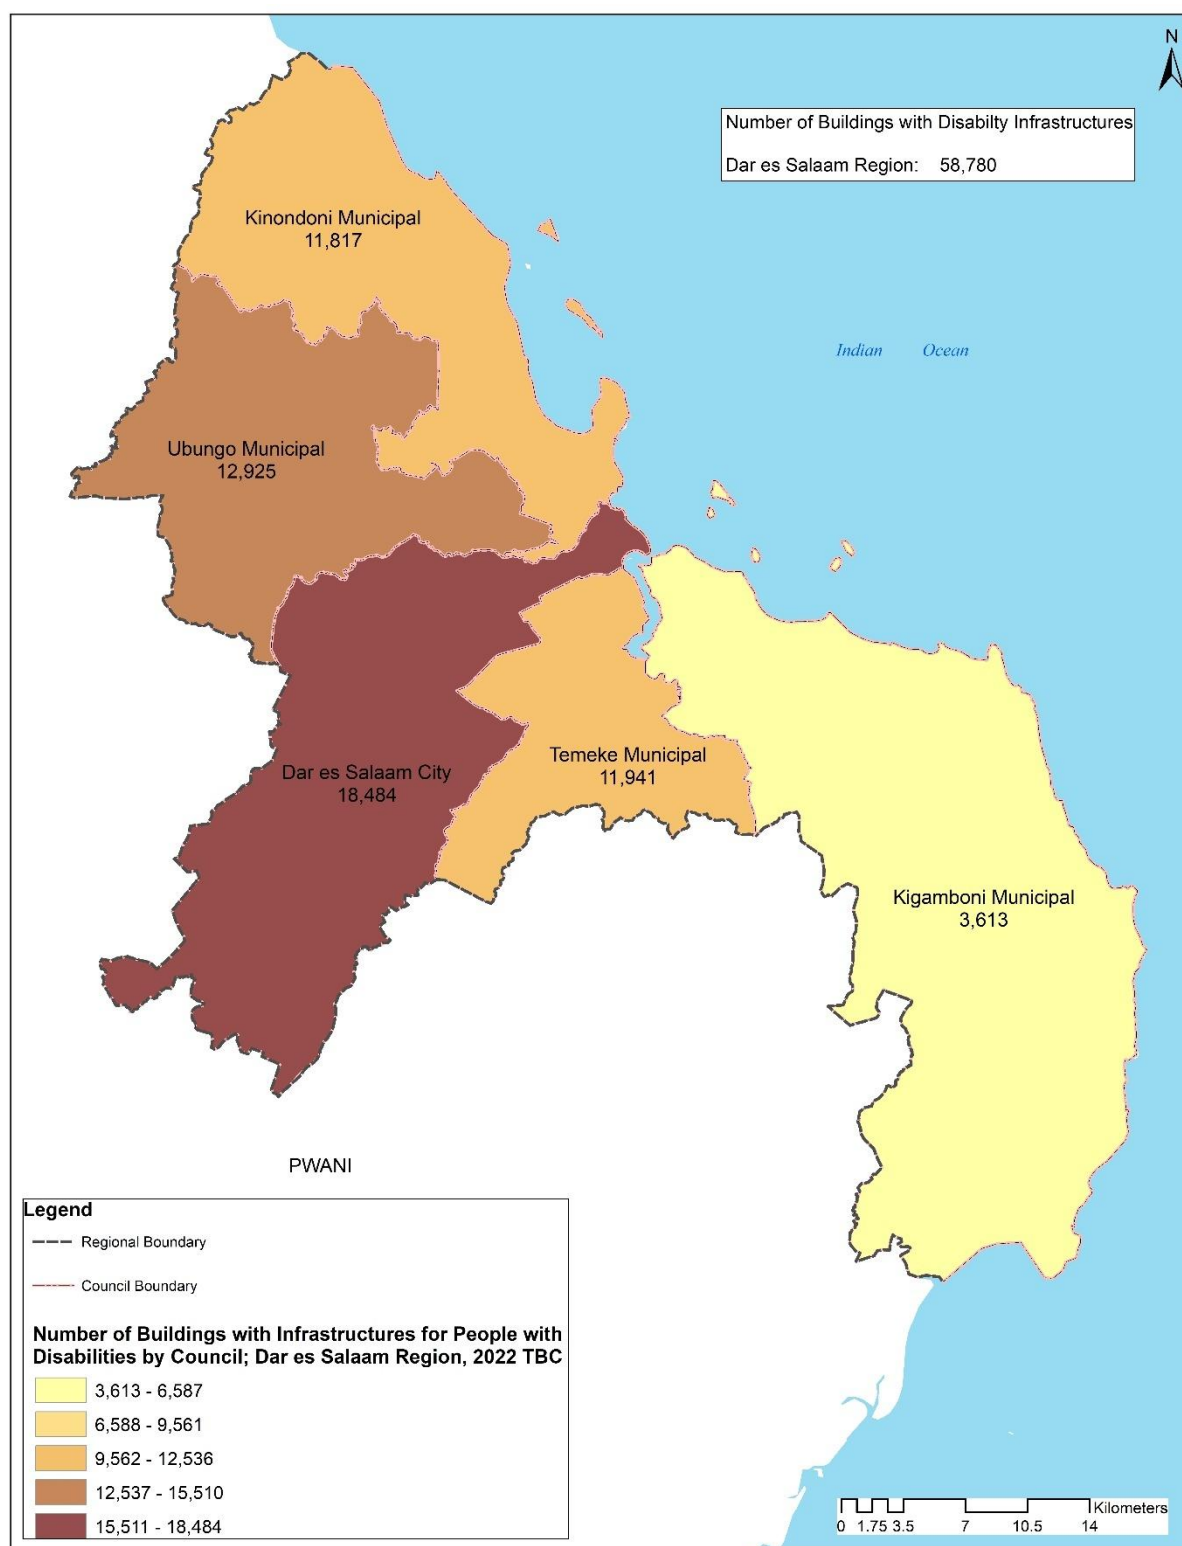 N
Number of Buildings with Disabilty Infrastructures
Dar es Salaam Region: 58,780
Kinondoni Municipal
11,817
Indian Ocean
Ubungo Municipal
12,925
Temeke Municipal
11,941
Dar es Salaam City
18,484
Kigamboni Municipal
3,613
PWANI
Legend
Regional Boundary
Council Boundary
Number of Buildings with Infrastructures for People with
Disabilities by Council; Dar es Salaam Region, 2022 TBC
3,613 - 6,587
6,588 - 9,561
9,562 - 12,536
12,537 - 15,510
15,511 - 18,484
Kilometers
0 1.75 3.5 7 10.5 14